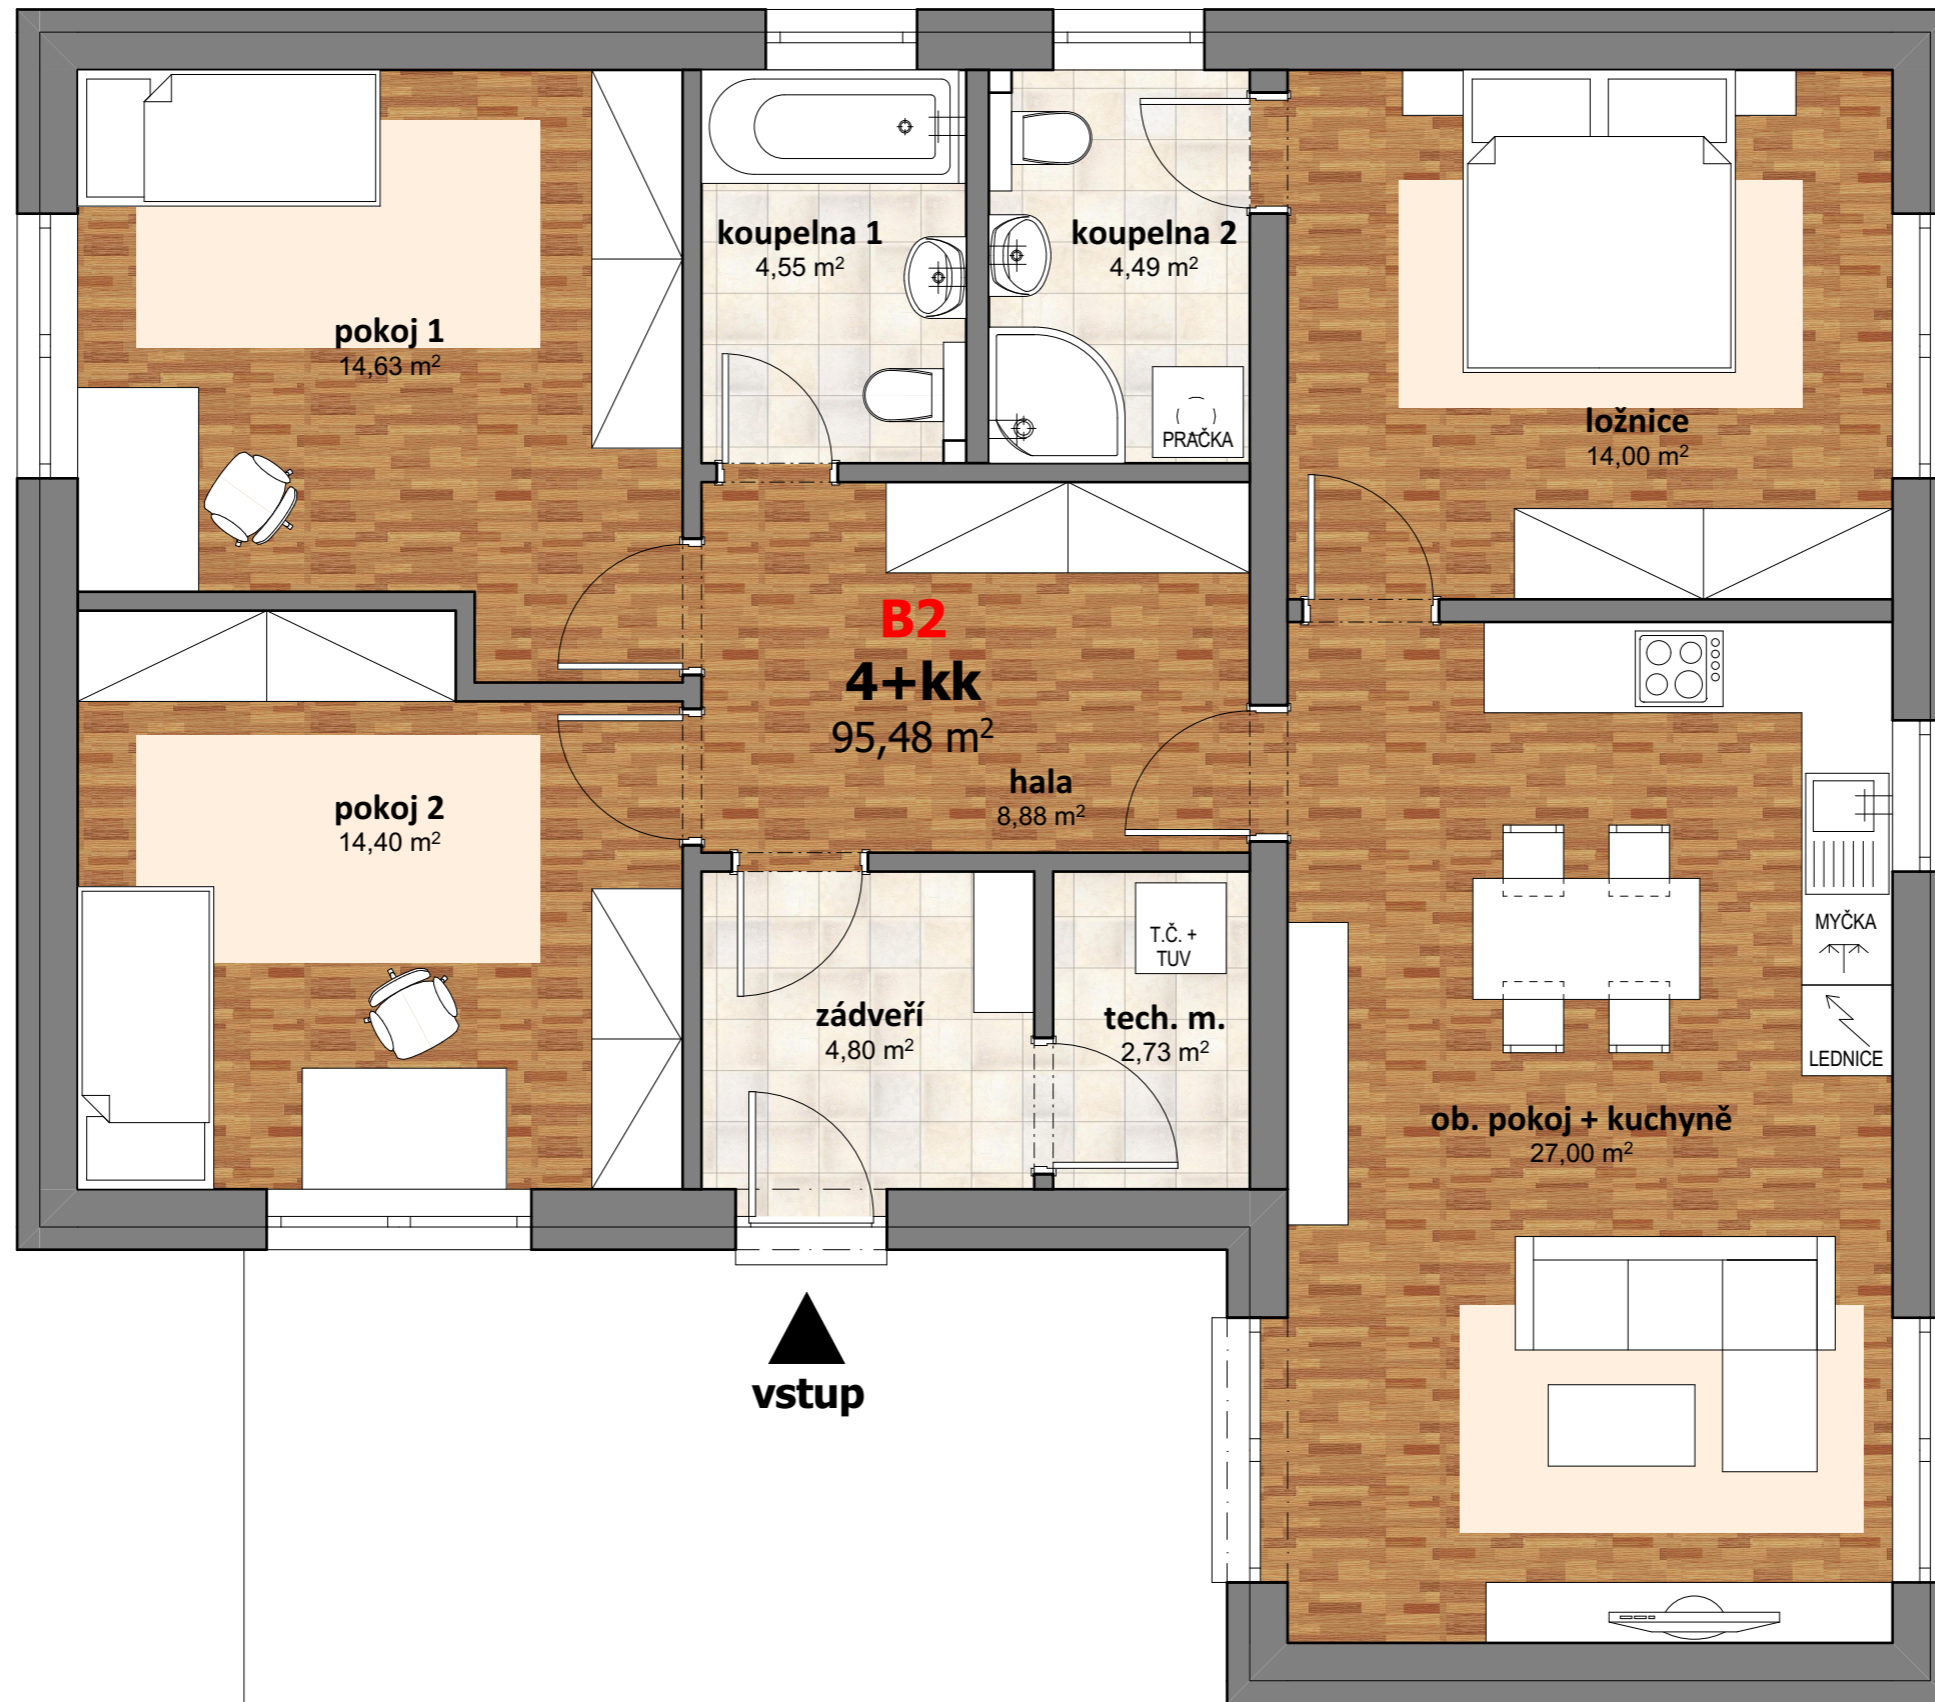 koupelna 1
4,55 m²
koupelna 2
4,49 m²
pokoj 1
14,63 m²
PRAČKA
ložnice
14,00 m²
B2
4+kk
95,48 m²
hala
8,88 m²
pokoj 2
14,40 m²
T.Č. +
TUV
MYČKA
zádveří
4,80 m²
tech. m.
2,73 m²
LEDNICE
ob. pokoj + kuchyně
27,00 m²
vstup